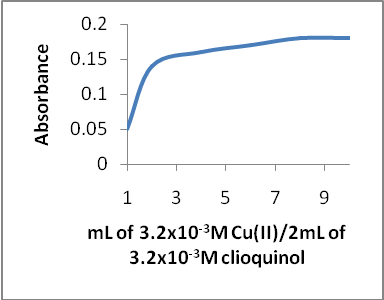 0.2
0.15
0.1
0.05
0
Absorbance
1 3 5 7 9
mL of 3.2x10⁻³M Cu(II)/2mL of
3.2x10⁻³M clioquinol